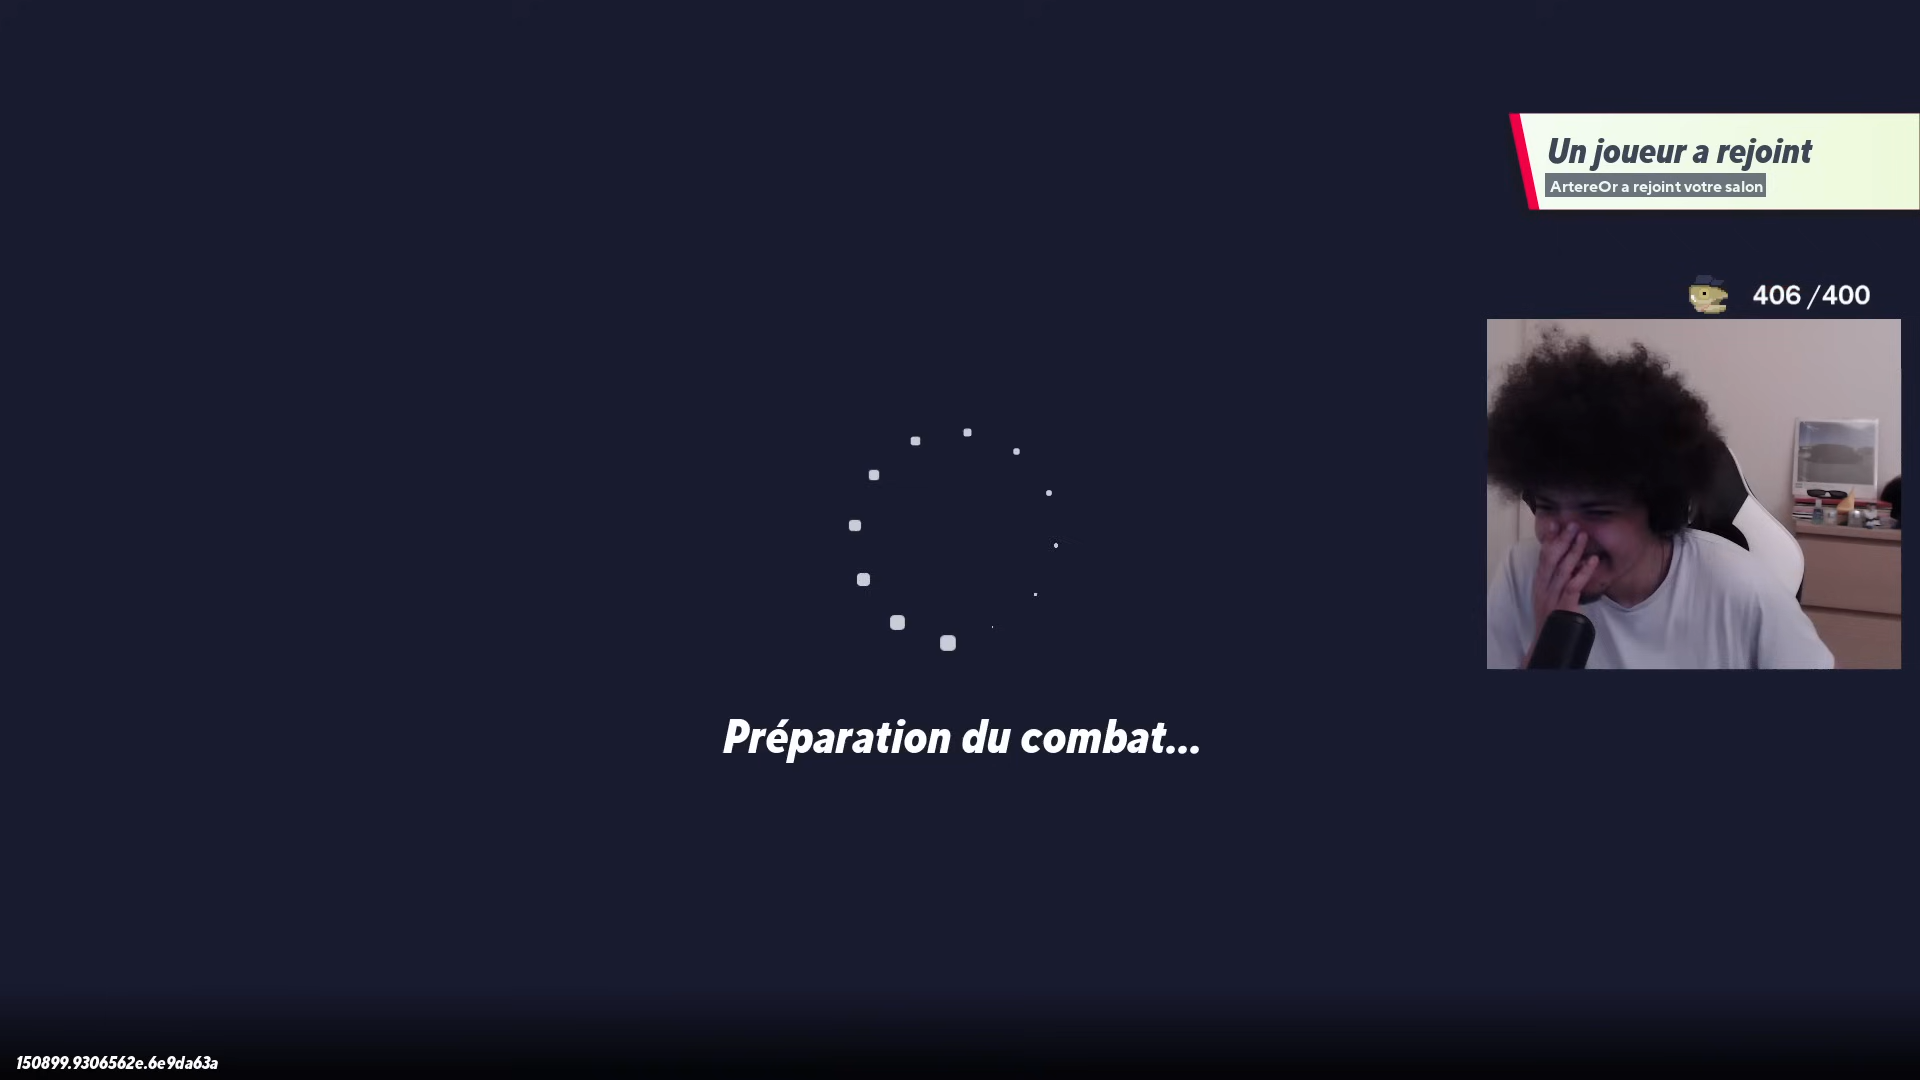 Un joueur a rejoint
ArtereOr a rejoint votre salon
406 /400
Préparation du combat...
150899.9306562e.6e9da63a